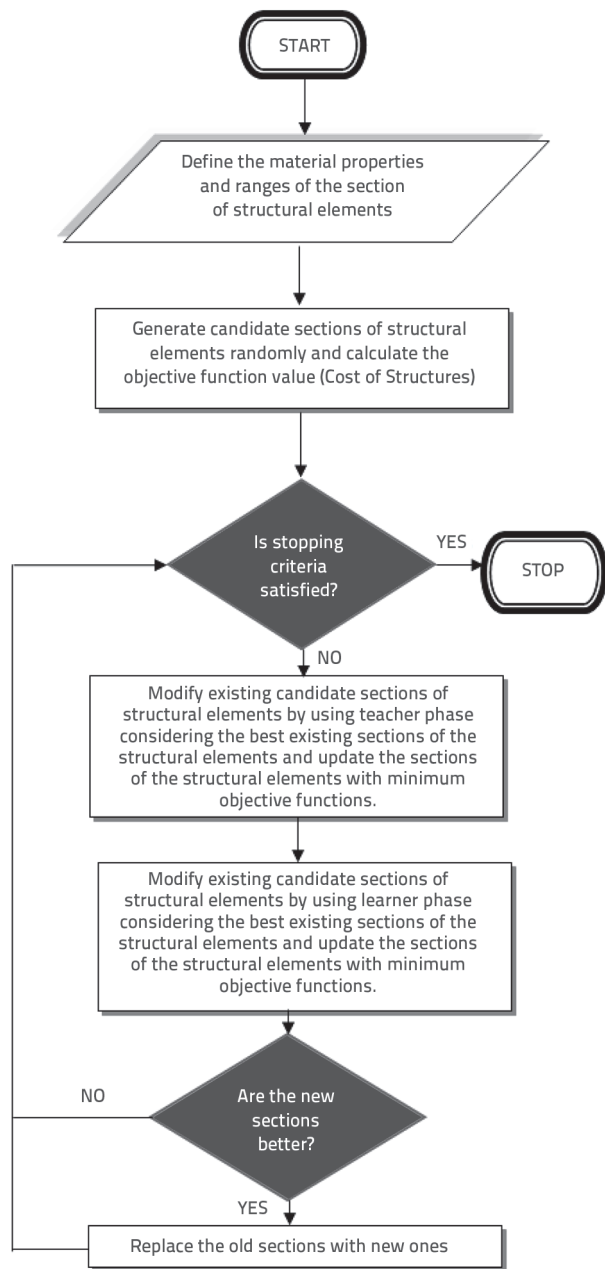 START
Define the material properties
and ranges of the section
of structural elements
Generate candidate sections of structural
elements randomly and calculate the
objective function value (Cost of Structures)
Is stopping
criteria
satisfied?
YES
STOP
NO
Modify existing candidate sections of
structural elements by using teacher phase
considering the best existing sections of the
structural elements and update the sections
of the structural elements with minimum
objective functions.
Modify existing candidate sections of
structural elements by using learner phase
considering the best existing sections of the
structural elements and update the sections
of the structural elements with minimum
objective functions.
NO
Are the new
sections
better?
YES
Replace the old sections with new ones